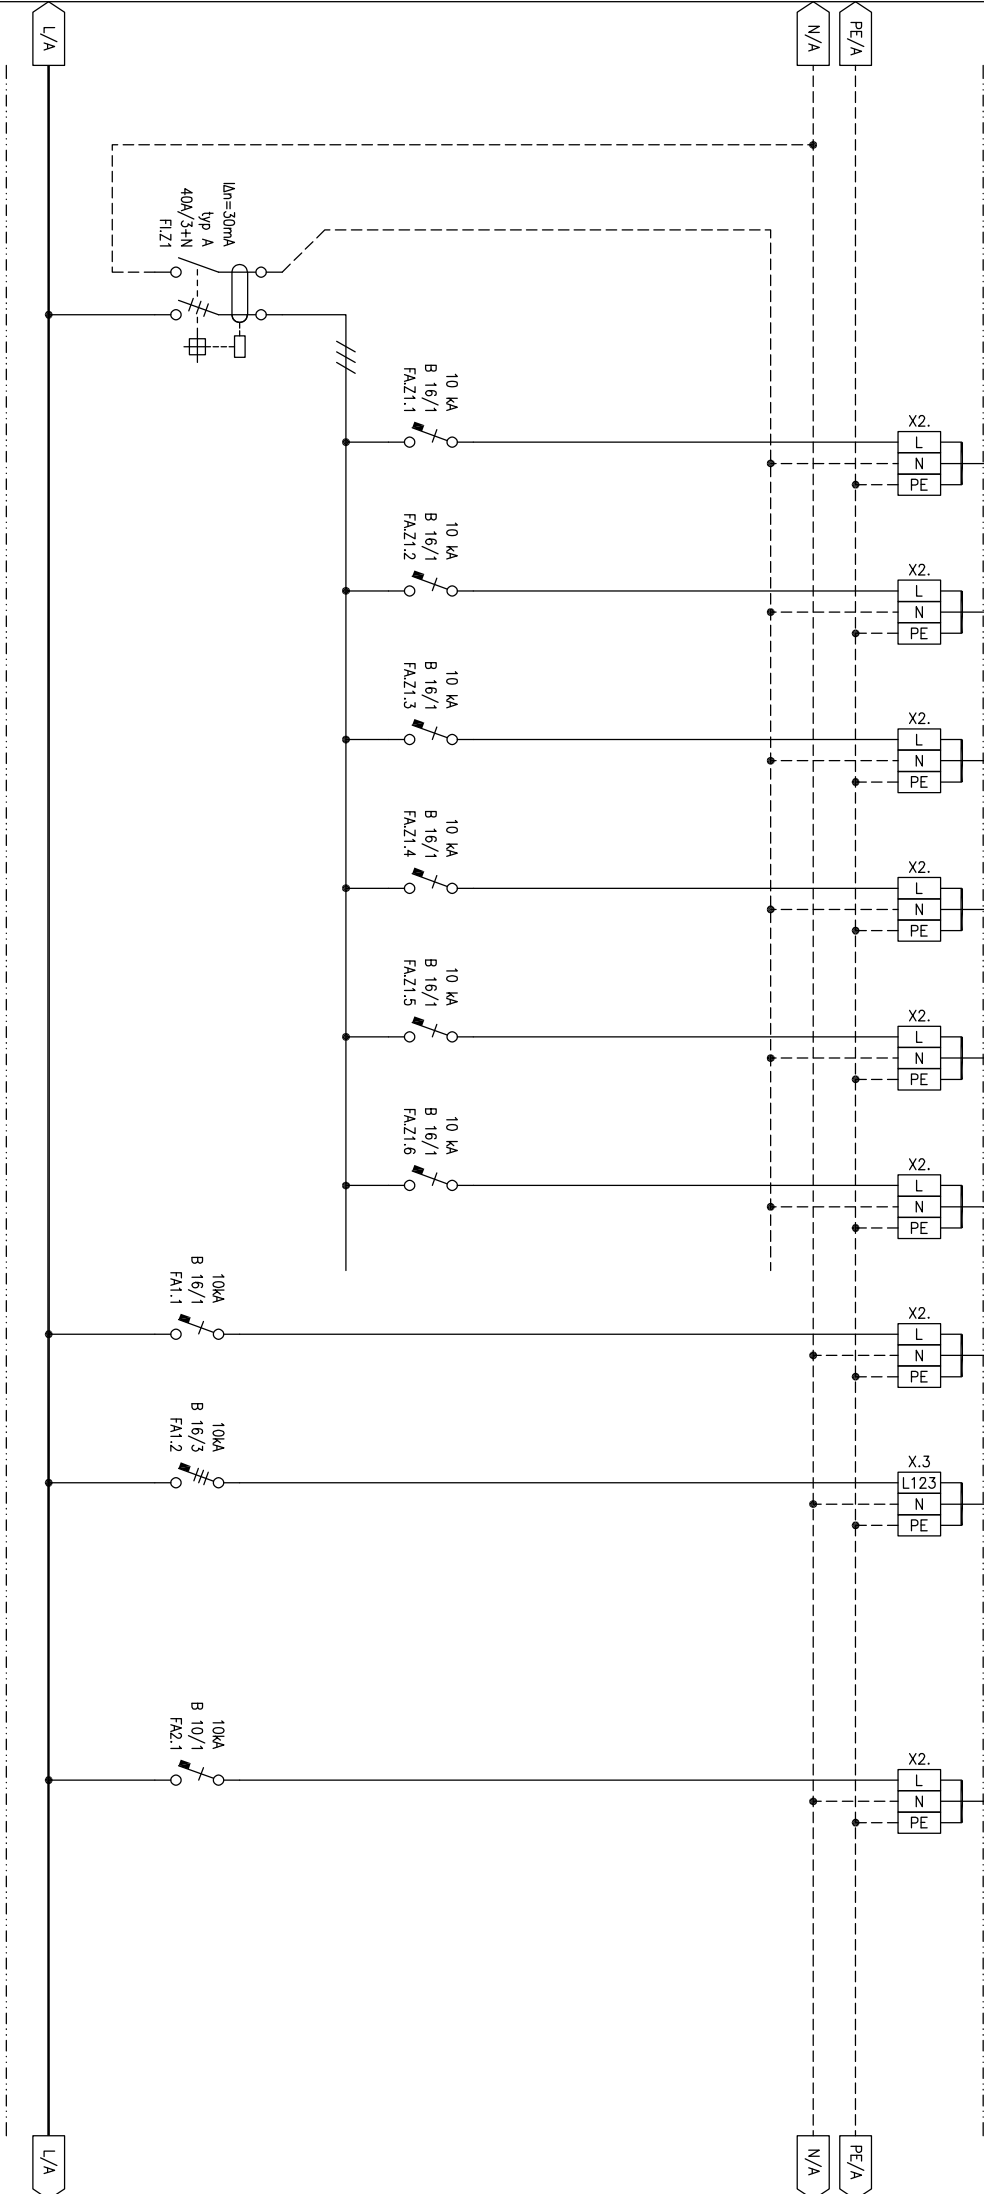 L/A
N/A
PE/A
IΔn=30mA
typ A
40A/3+N
FI.Z1
10 kA
B 16/1
FA.Z1.1
X2.
L
N
PE
10 kA
B 16/1
FA.Z1.2
X2.
L
N
PE
10 kA
B 16/1
FA.Z1.3
X2.
L
N
PE
10 kA
B 16/1
FA.Z1.4
X2.
L
N
PE
10 kA
B 16/1
FA.Z1.5
X2.
L
N
PE
10 kA
B 16/1
FA.Z1.6
X2.
L
N
PE
10kA
B 16/1
FA1.1
X2.
L
N
PE
10kA
B 16/3
FA1.2
X.3
L123
N
PE
10kA
B 10/1
FA2.1
X2.
L
N
PE
L/A
N/A
PE/A